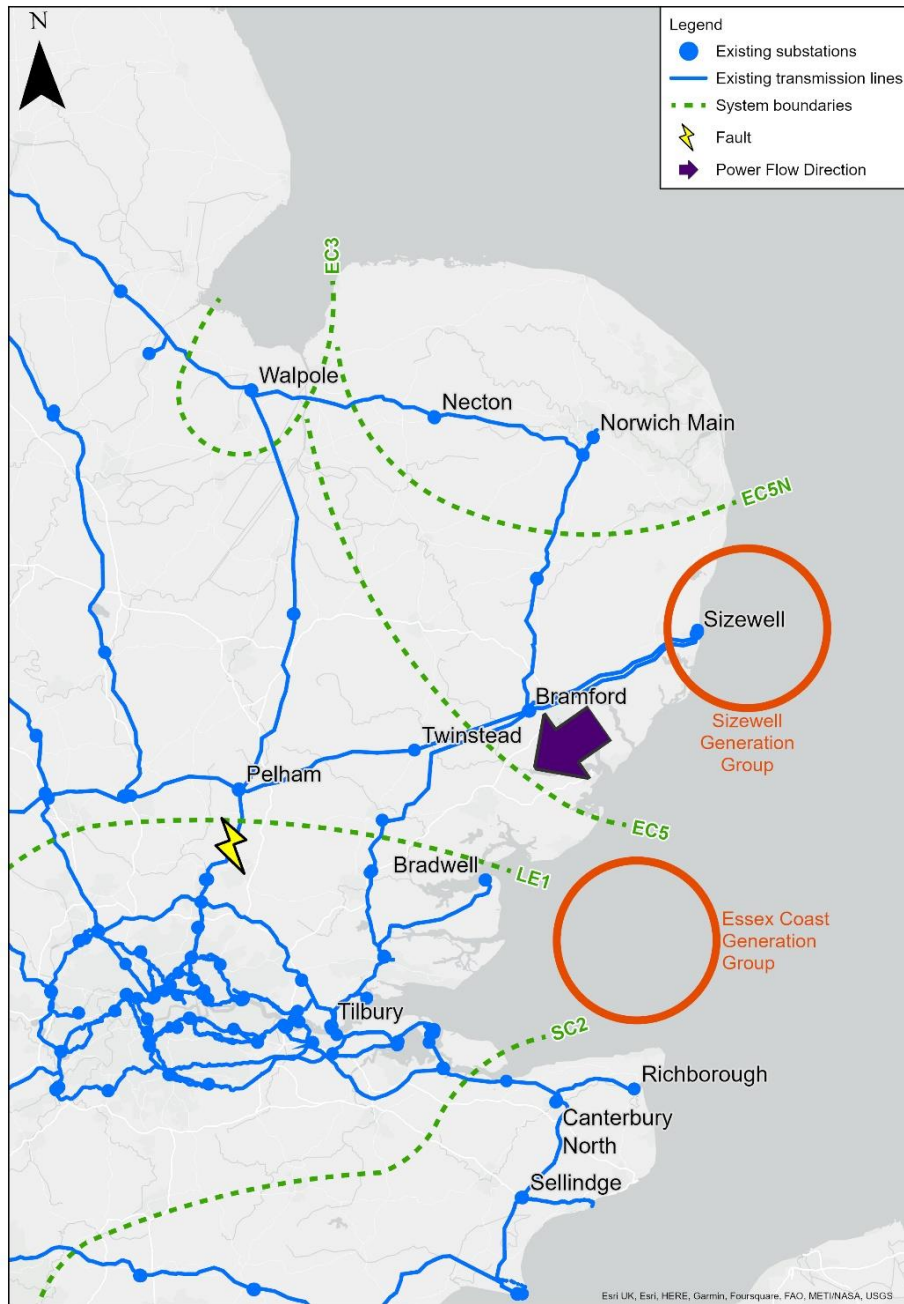 N
Legend
Existing substations
Existing transmission lines
System boundaries
Fault
Power Flow Direction
EC3
Walpole
Necton
Norwich Main
EC5N
Sizewell
Sizewell
Generation
Group
Bramford
Twinstead
Pelham
EC5
Bradwell
LE1
Essex Coast
Generation
Group
Tilbury
SC2
Richborough
Canterbury
North
Sellindge
Esri UK, Esri, HERE, Garmin, Foursquare, FAO, METI/NASA, USGS